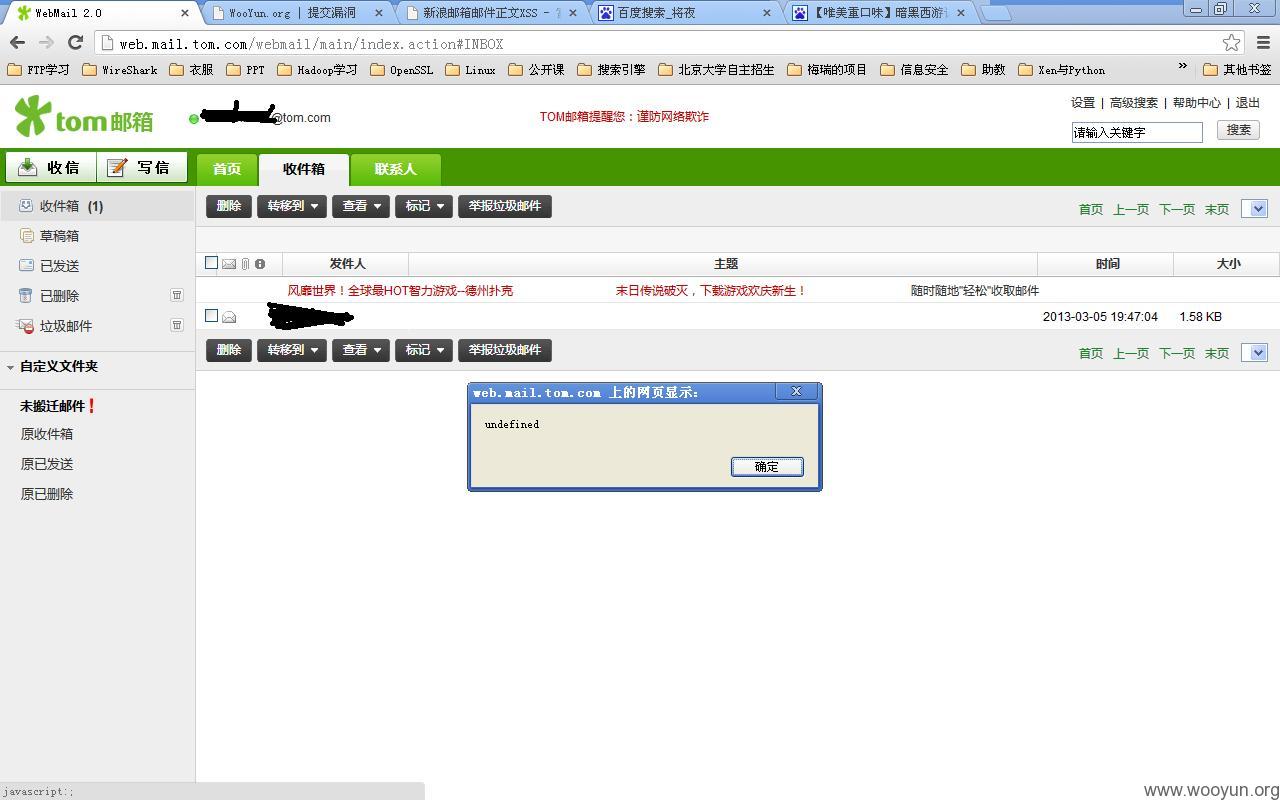 WebMail 2.0
WooYun.org | 提交漏洞
新浪邮箱邮件正文XSS -
百度搜索_将夜
【唯美重口味】暗黑西游
web.mail.tom.com/webmail/main/index.action#INBOX
FTP学习 WireShark 衣服 PPT Hadoop学习 OpenSSL Linux 公开课 搜索引擎 北京大学自主招生 梅瑞的项目 信息安全 助教 Xen与Python » 其他书签
tom邮箱
@tom.com
TOM邮箱提醒您：谨防网络欺诈
设置 | 高级搜索 | 帮助中心 | 退出
请输入关键字 搜索
收信 写信 首页 收件箱 联系人
收件箱 (1)
草稿箱
已发送
已删除
垃圾邮件
自定义文件夹
未搬迁邮件！
原收件箱
原已发送
原已删除
删除 转移到 查看 标记 举报垃圾邮件 首页 上一页 下一页 末页
发件人 主题 时间 大小
风靡世界！全球最HOT智力游戏--德州扑克 末日传说破灭，下载游戏欢庆新生！ 随时随地"轻松"收取邮件
2013-03-05 19:47:04 1.58 KB
删除 转移到 查看 标记 举报垃圾邮件 首页 上一页 下一页 末页
web.mail.tom.com 上的网页显示:
undefined
确定
javascript:;
www.wooyun.org